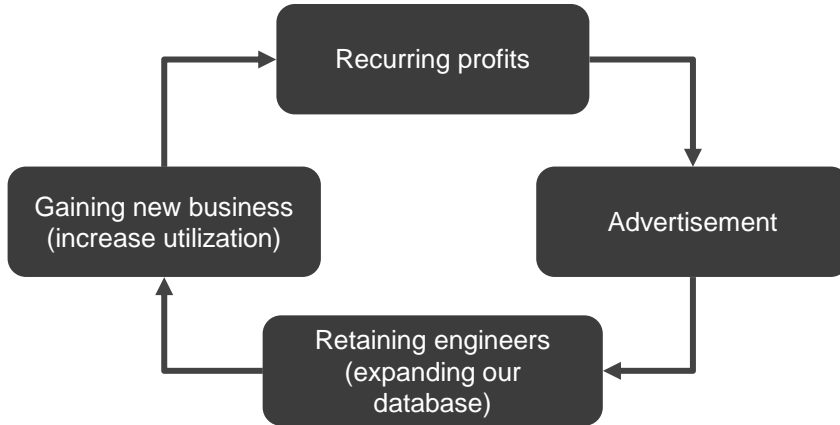 Recurring profits
Gaining new business
(increase utilization)
Advertisement
Retaining engineers
(expanding our
database)